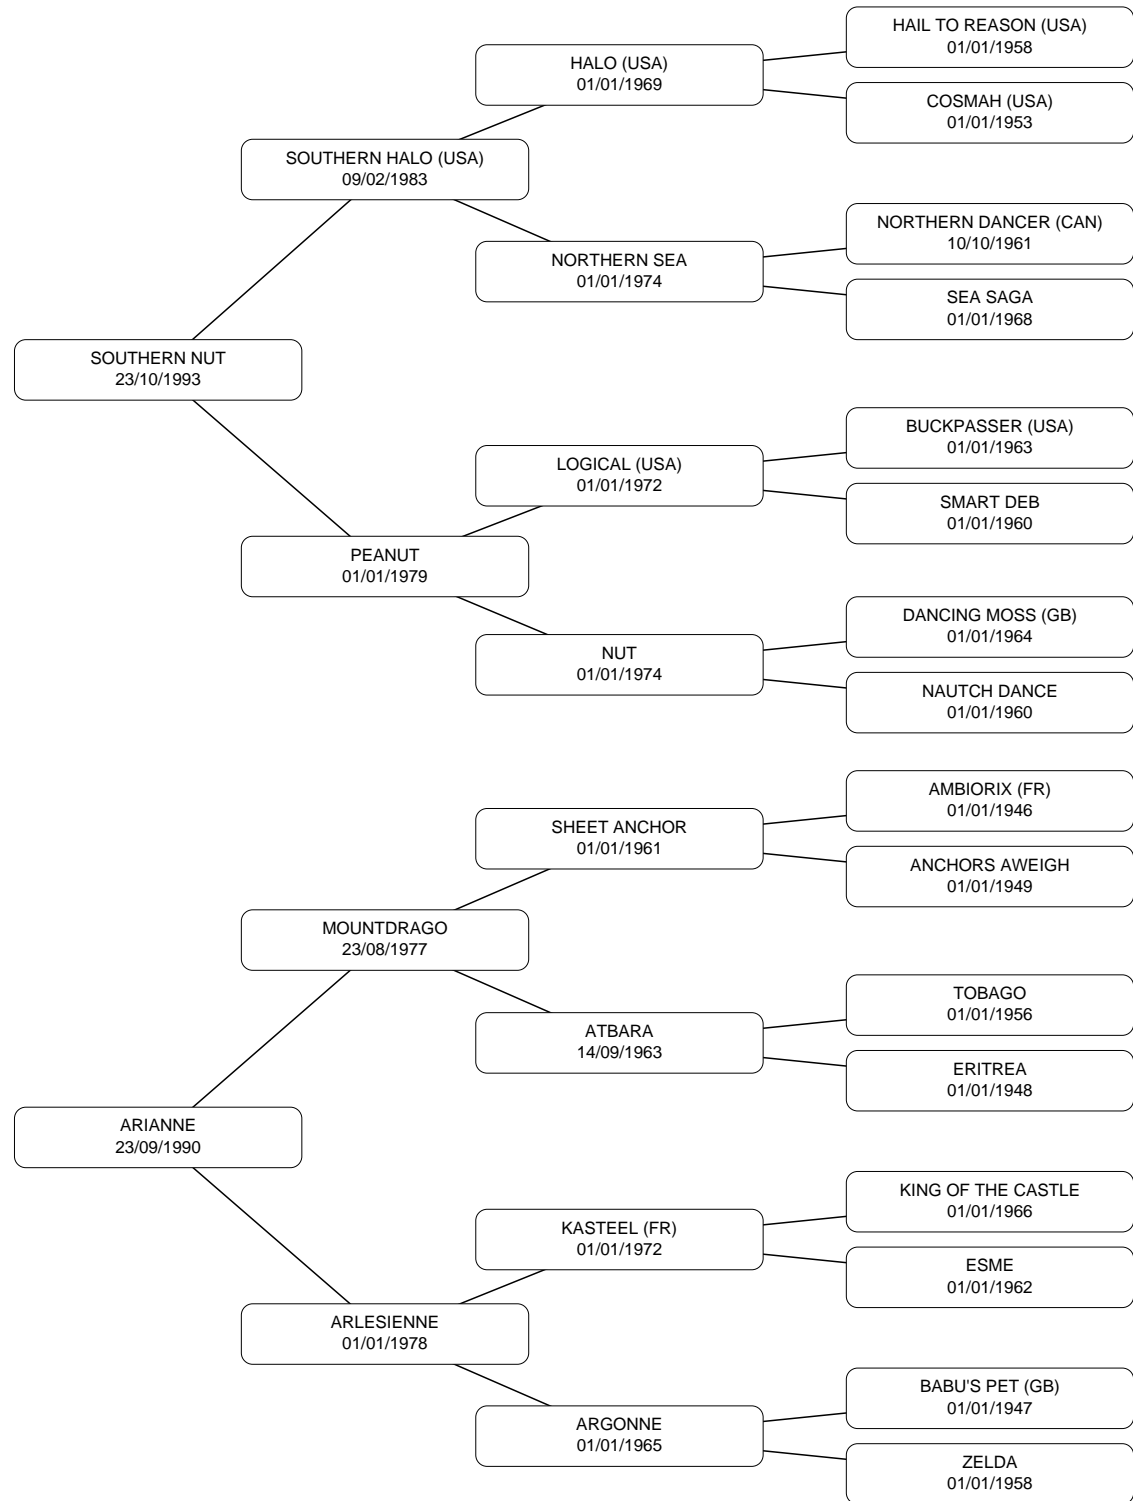 HAIL TO REASON (USA)
01/01/1958
HALO (USA)
01/01/1969
COSMAH (USA)
01/01/1953
SOUTHERN HALO (USA)
09/02/1983
NORTHERN DANCER (CAN)
10/10/1961
NORTHERN SEA
01/01/1974
SEA SAGA
01/01/1968
SOUTHERN NUT
23/10/1993
BUCKPASSER (USA)
01/01/1963
LOGICAL (USA)
01/01/1972
SMART DEB
01/01/1960
PEANUT
01/01/1979
DANCING MOSS (GB)
01/01/1964
NUT
01/01/1974
NAUTCH DANCE
01/01/1960
AMBIORIX (FR)
01/01/1946
SHEET ANCHOR
01/01/1961
ANCHORS AWEIGH
01/01/1949
MOUNTDRAGO
23/08/1977
TOBAGO
01/01/1956
ATBARA
14/09/1963
ERITREA
01/01/1948
ARIANNE
23/09/1990
KING OF THE CASTLE
01/01/1966
KASTEEL (FR)
01/01/1972
ESME
01/01/1962
ARLESIENNE
01/01/1978
BABU'S PET (GB)
01/01/1947
ARGONNE
01/01/1965
ZELDA
01/01/1958